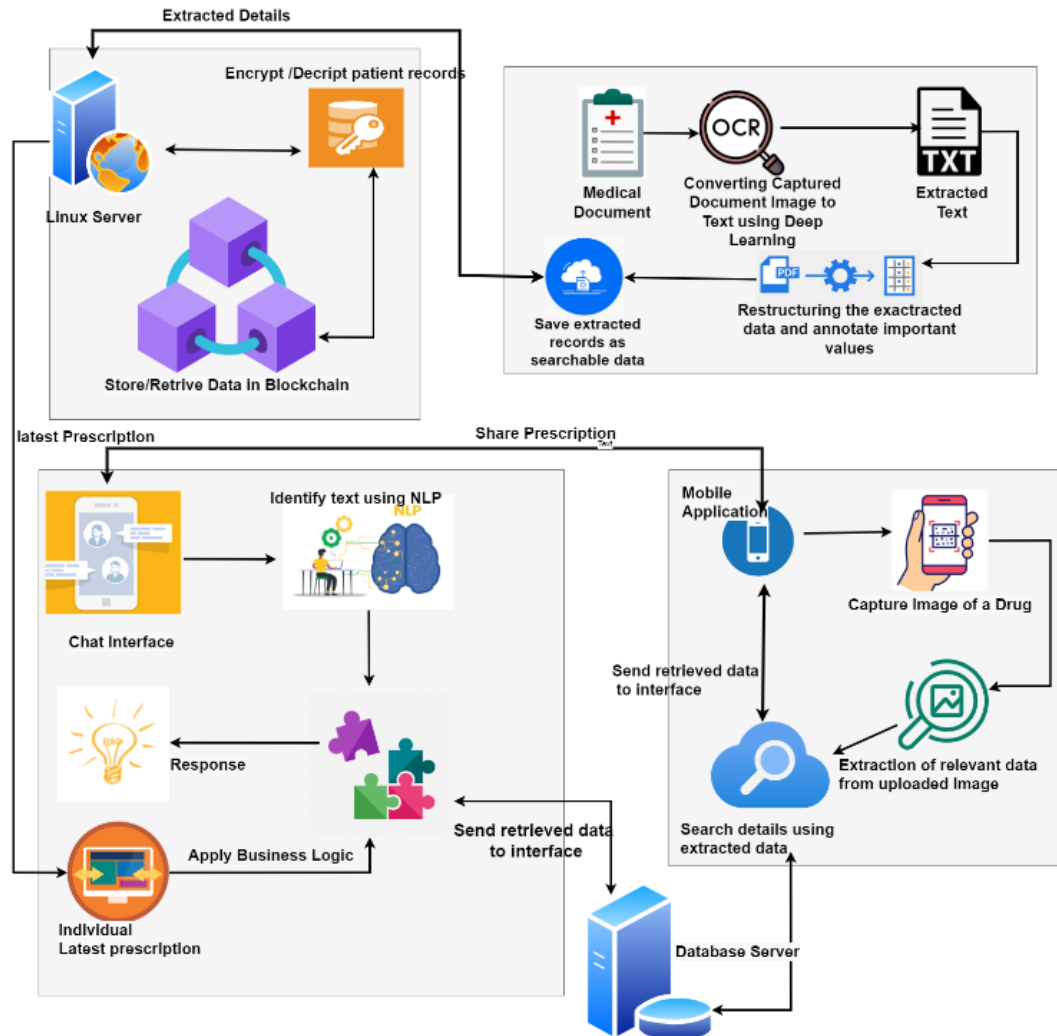 Extracted Details
Encrypt /Decript patient records
Linux Server
Store/Retrive Data in Blockchain
OCR
TXT
Medical
Document
Converting Captured
Document Image to
Text using Deep
Learning
Extracted
Text
PDF
Save extracted
records as
searchable data
Restructuring the exactracted
data and annotate important
values
latest Prescription
Share Prescription
Text
Identify text using NLP
NLP
Chat Interface
Response
Apply Business Logic
Individual
Latest prescription
Send retrieved data
to interface
Mobile
Application
Capture Image of a Drug
Send retrieved data
to interface
Extraction of relevant data
from uploaded Image
Search details using
extracted data
Database Server